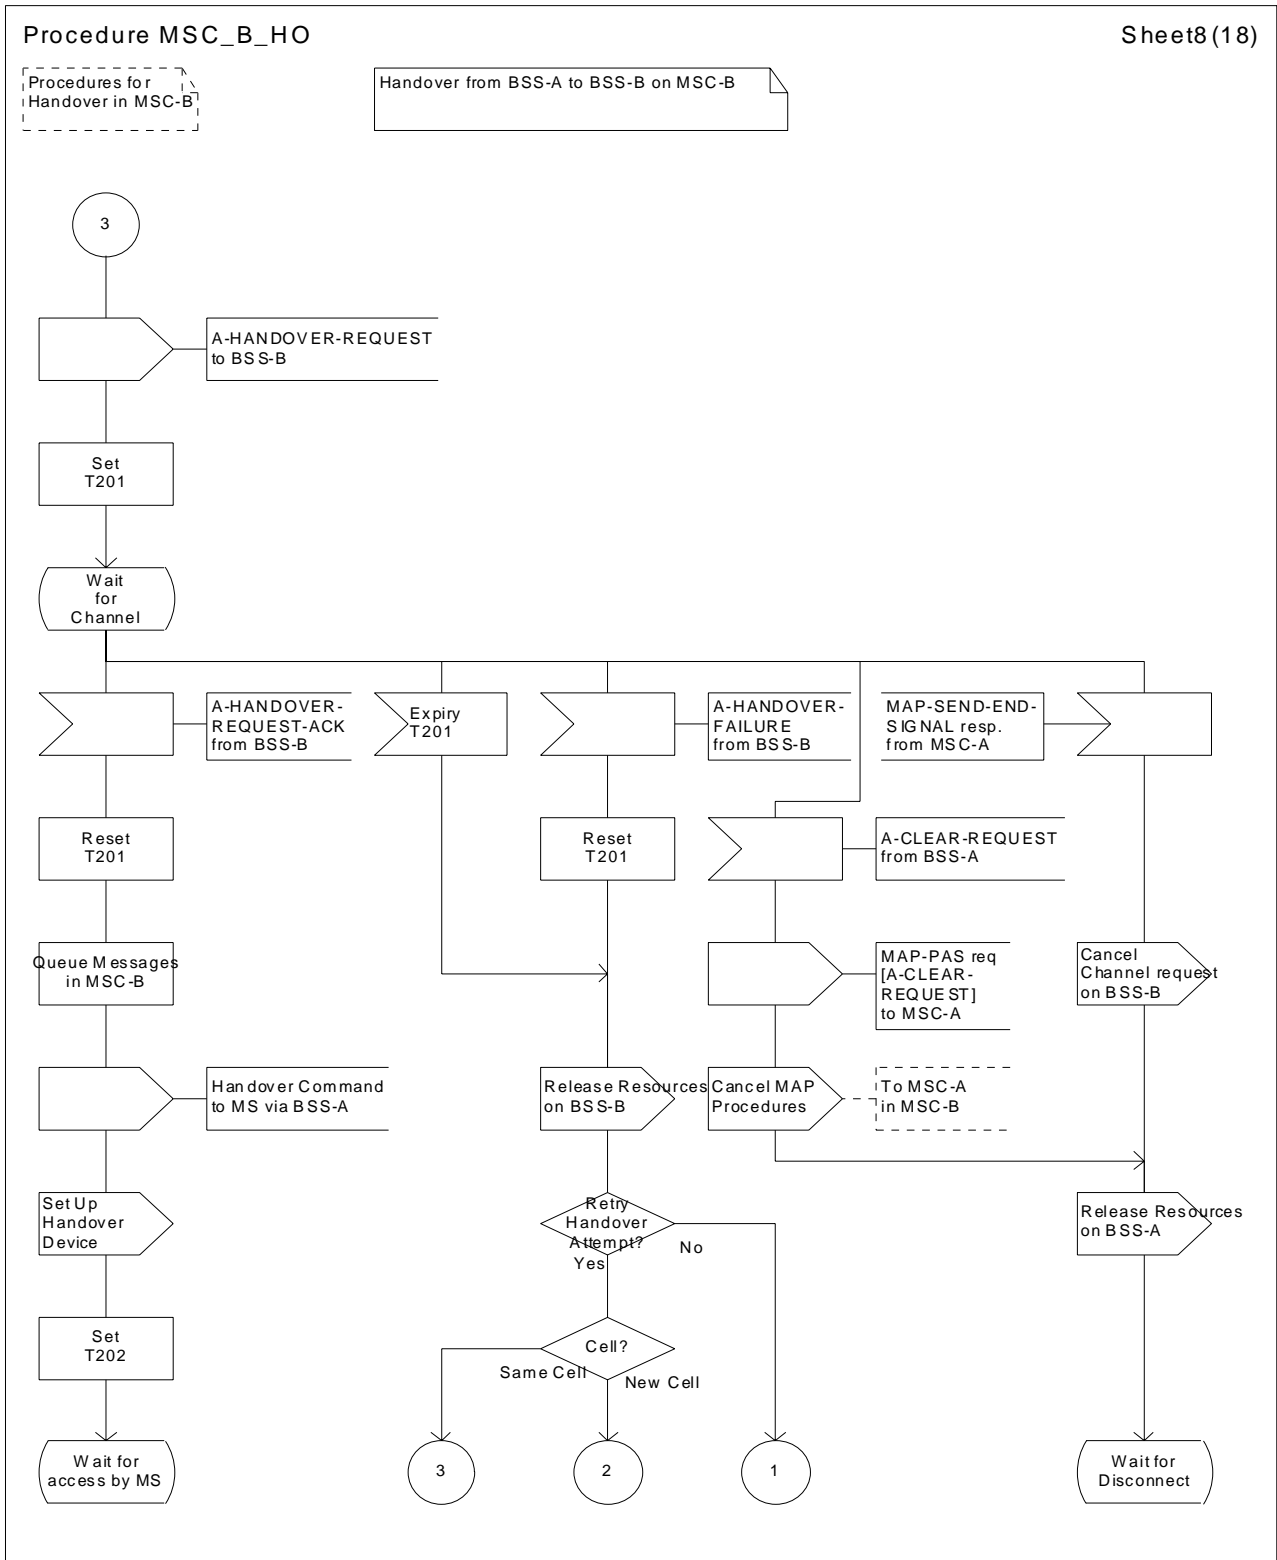 Procedure MSC_B_HO
Sheet8(18)
Procedures for
Handover in MSC-B
Handover from BSS-A to BSS-B on MSC-B
3
A-HANDOVER-REQUEST
to BSS-B
Set
T201
Wait
for
Channel
A-HANDOVER-
REQUEST-ACK
from BSS-B
Expiry
T201
A-HANDOVER-
FAILURE
from BSS-B
MAP-SEND-END-
SIGNAL resp.
from MSC-A
Reset
T201
Reset
T201
A-CLEAR-REQUEST
from BSS-A
Queue Messages
in MSC-B
MAP-PAS req
[A-CLEAR-
REQUEST]
to MSC-A
Cancel
Channel request
on BSS-B
Handover Command
to MS via BSS-A
Release Resources
on BSS-B
Cancel MAP
Procedures
To MSC-A
in MSC-B
Set Up
Handover
Device
Retry
Handover
Attempt?
Yes
No
Release Resources
on BSS-A
Set
T202
Cell?
Same Cell
New Cell
Wait for
access by MS
3
2
1
Wait for
Disconnect